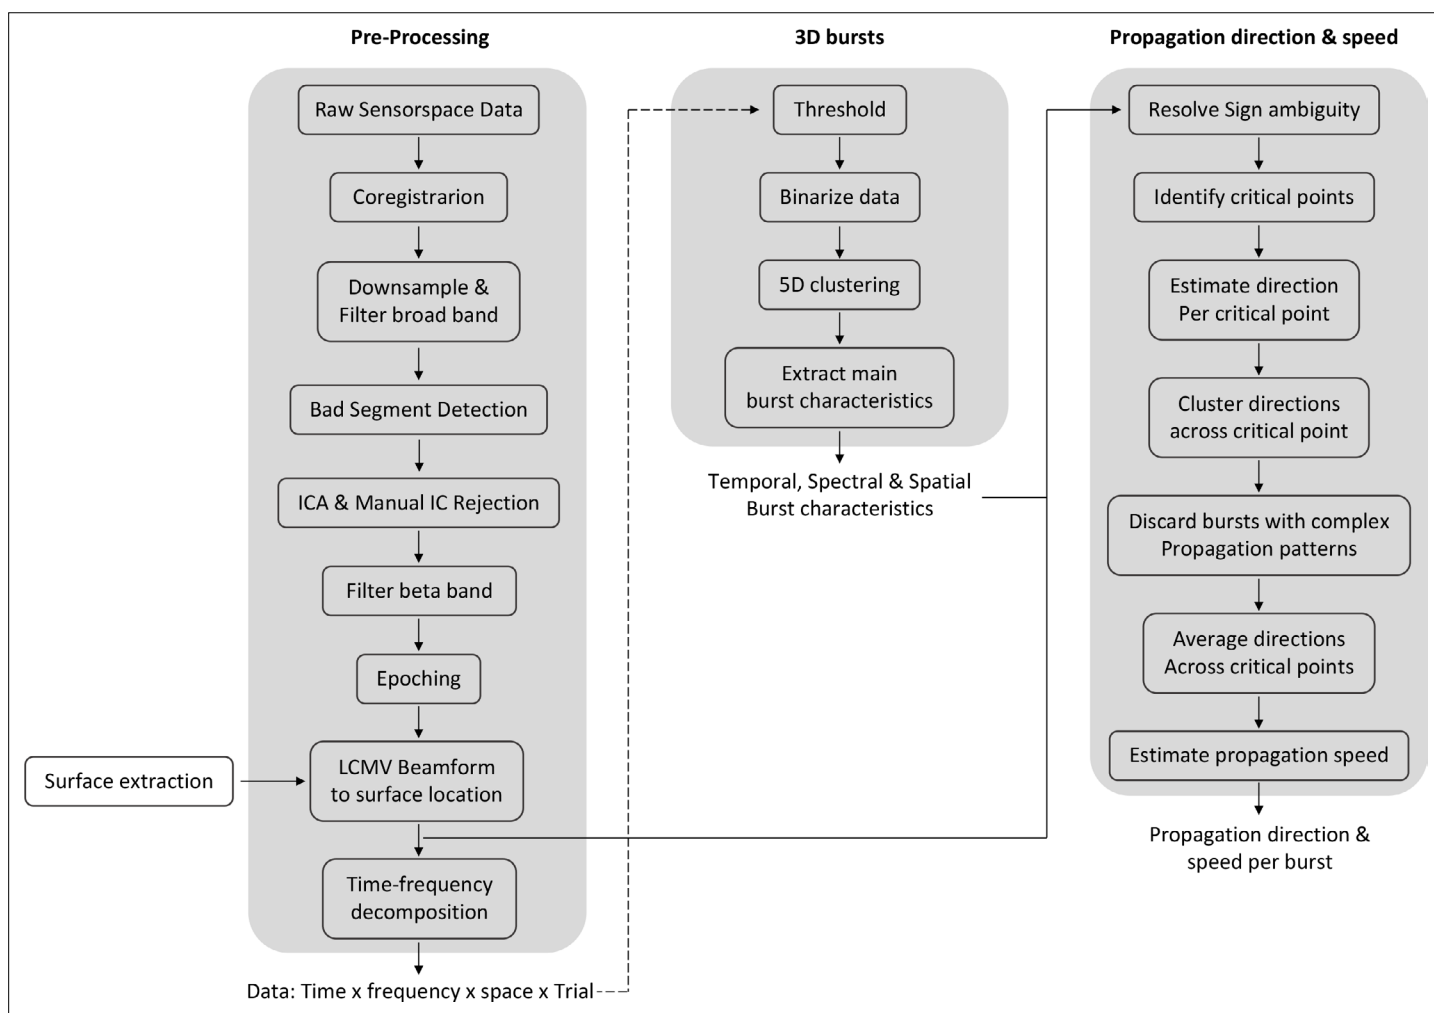 Pre-Processing
Raw Sensorspace Data
Coregistrarion
Downsample &
Filter broad band
Bad Segment Detection
ICA & Manual IC Rejection
Filter beta band
Epoching
Surface extraction
LCMV Beamform
to surface location
Time-frequency
decomposition
Data: Time x frequency x space x Trial
3D bursts
Threshold
Binarize data
5D clustering
Extract main
burst characteristics
Temporal, Spectral & Spatial
Burst characteristics
Propagation direction & speed
Resolve Sign ambiguity
Identify critical points
Estimate direction
Per critical point
Cluster directions
across critical point
Discard bursts with complex
Propagation patterns
Average directions
Across critical points
Estimate propagation speed
Propagation direction &
speed per burst